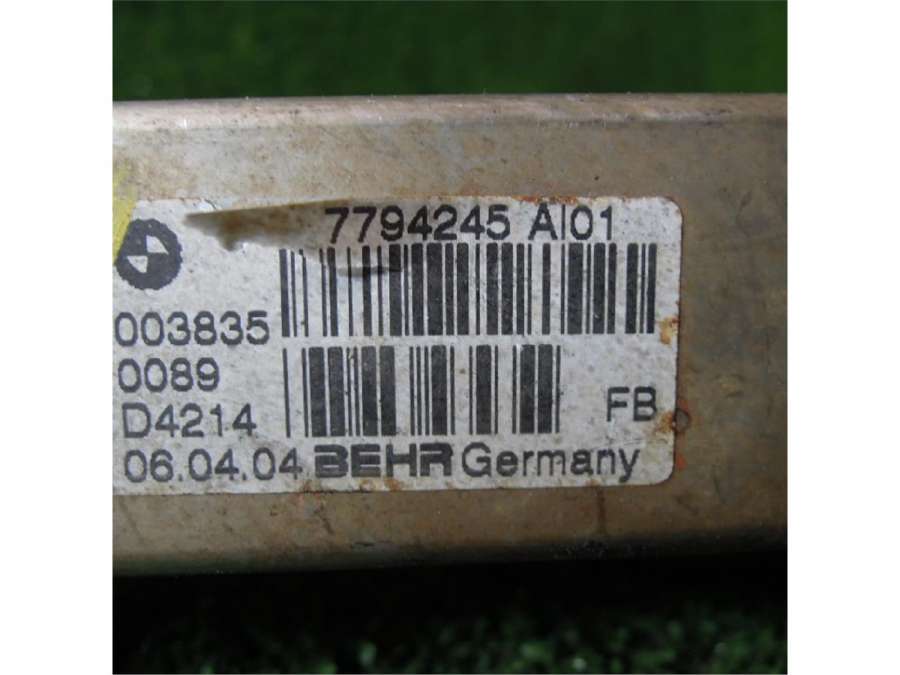 7794245 AI01
003835
0089
D4214
FB
06.04.04 BEHR Germany